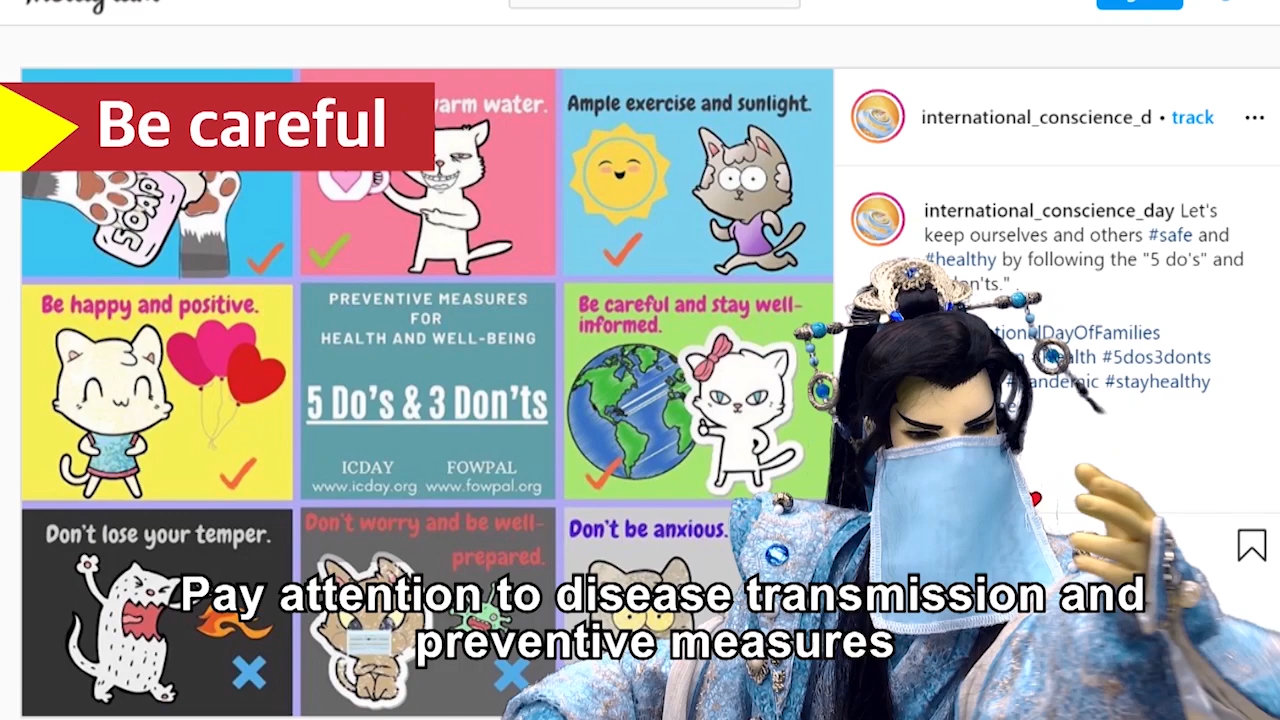 Be careful
warm water.
Ample exercise and sunlight.
SOAP
Be happy and positive.
PREVENTIVE MEASURES
FOR
HEALTH AND WELL-BEING
5 Do's & 3 Don'ts
ICDAY FOWPAL
www.icday.org www.fowpal.org
Be careful and stay well-
informed.
Don't lose your temper.
Don't worry and be well-
prepared.
Don't be anxious.
international_conscience_d • track
international_conscience_day Let's
keep ourselves and others #safe and
#healthy by following the "5 do's" and
#5dos3donts
#stayhealthy
Pay attention to disease transmission and
preventive measures